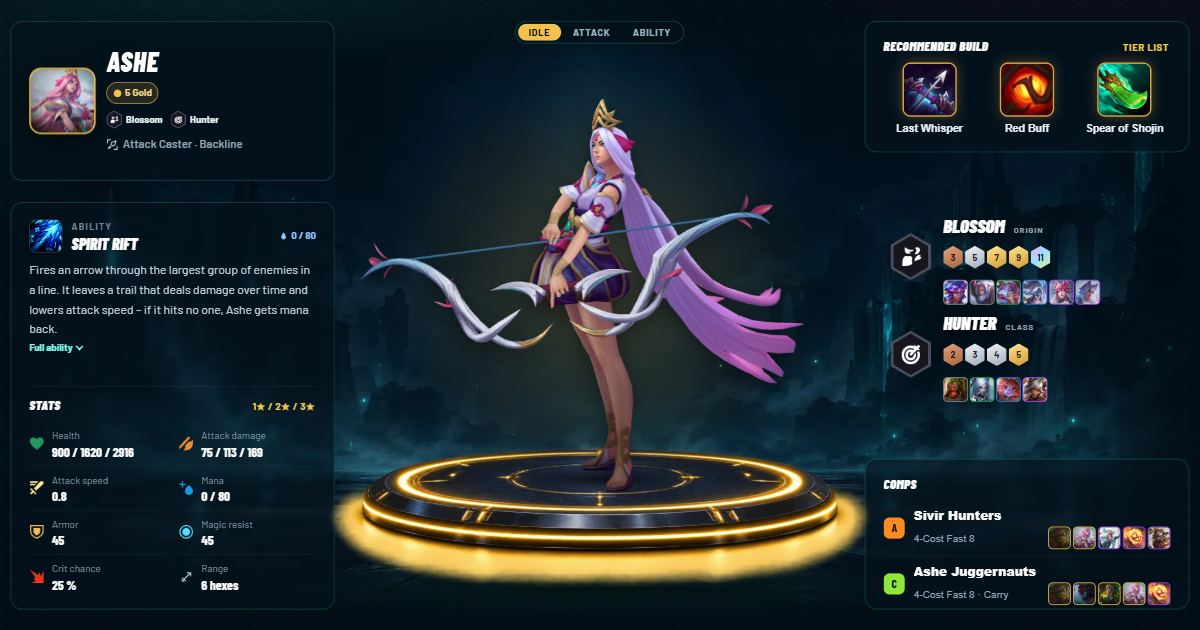 ASHE
5 Gold
Blossom Hunter
Attack Caster · Backline
ABILITY
SPIRIT RIFT
0 / 80
Fires an arrow through the largest group of enemies in
a line. It leaves a trail that deals damage over time and
lowers attack speed – if it hits no one, Ashe gets mana
back.
Full ability
STATS
1★ / 2★ / 3★
Health
900 / 1620 / 2916
Attack damage
75 / 113 / 169
Attack speed
0.8
Mana
0 / 80
Armor
45
Magic resist
45
Crit chance
25 %
Range
6 hexes
IDLE ATTACK ABILITY
RECOMMENDED BUILD
TIER LIST
Last Whisper
Red Buff
Spear of Shojin
BLOSSOM ORIGIN
3 5 7 9 11
HUNTER CLASS
2 3 4 5
COMPS
A
Sivir Hunters
4-Cost Fast 8
C
Ashe Juggernauts
4-Cost Fast 8 · Carry